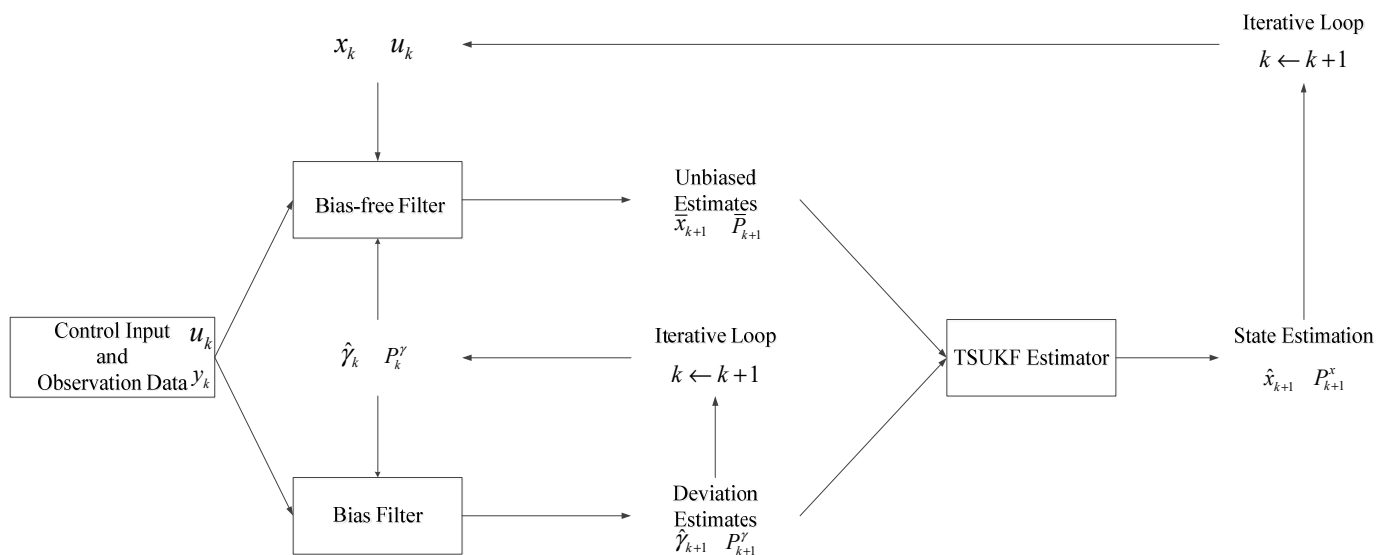 Iterative Loop
k ← k+1
x_k u_k
Bias-free Filter
Unbiased
Estimates
x̄_{k+1} P̄_{k+1}
Control Input
and
Observation Data
u_k
y_k
γ̂_k P_k^γ
Iterative Loop
k ← k+1
TSUKF Estimator
State Estimation
x̂_{k+1} P_{k+1}^x
Bias Filter
Deviation
Estimates
γ̂_{k+1} P_{k+1}^γ